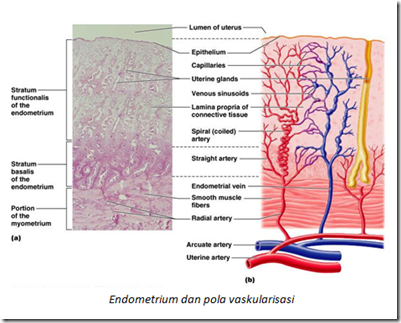 Lumen of uterus
Epithelium
Capillaries
Uterine glands
Venous sinusoids
Lamina propria of
connective tissue
Spiral (coiled)
artery
Straight artery
Endometrial vein
Smooth muscle
fibers
Radial artery
Arcuate artery
Uterine artery
Stratum
functionalis
of the
endometrium
Stratum
basalis
of the
endometrium
Portion
of the
myometrium
(a)
(b)
Endometrium dan pola vaskularisasi